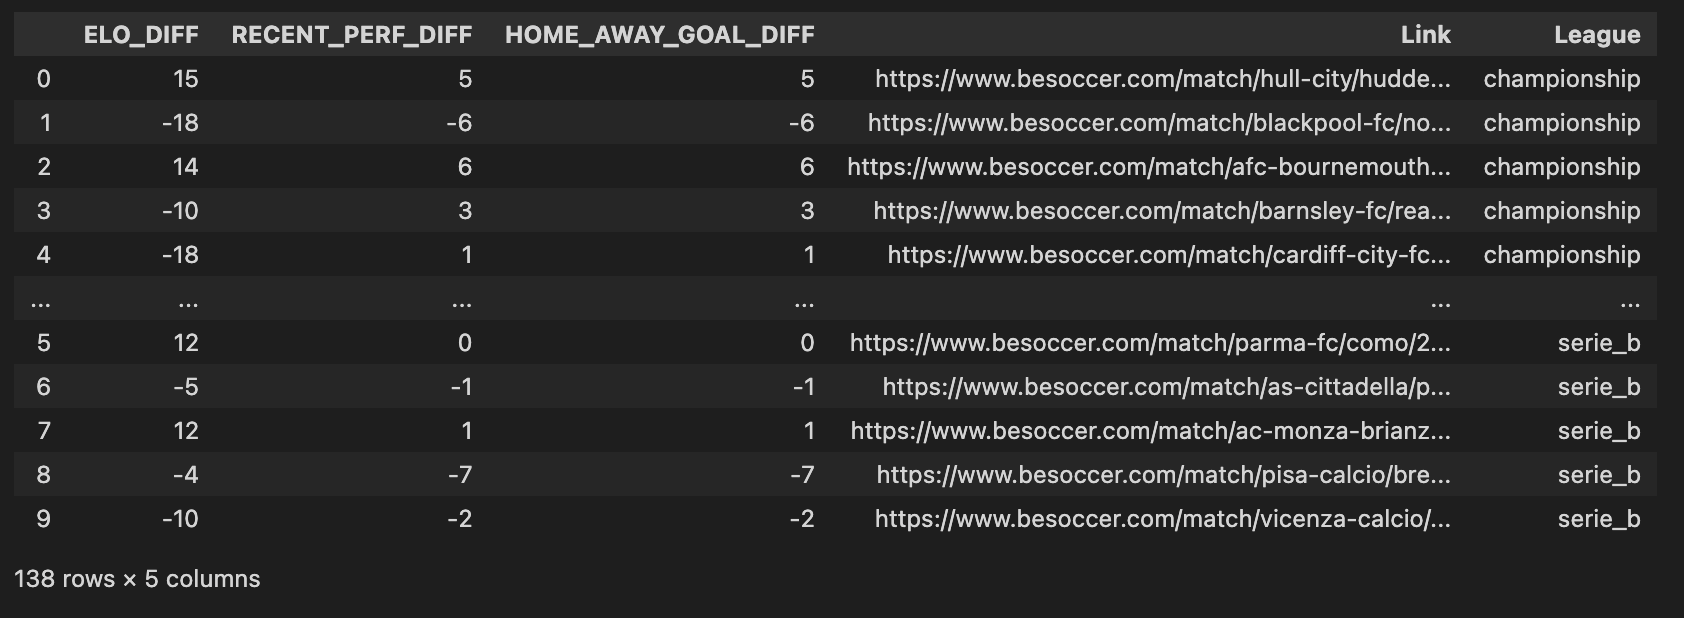 ELO_DIFF RECENT_PERF_DIFF HOME_AWAY_GOAL_DIFF Link League
0 15 5 5 https://www.besoccer.com/match/hull-city/hudde... championship
1 -18 -6 -6 https://www.besoccer.com/match/blackpool-fc/no... championship
2 14 6 6 https://www.besoccer.com/match/afc-bournemouth... championship
3 -10 3 3 https://www.besoccer.com/match/barnsley-fc/rea... championship
4 -18 1 1 https://www.besoccer.com/match/cardiff-city-fc... championship
... ... ... ... ... ...
5 12 0 0 https://www.besoccer.com/match/parma-fc/como/2... serie_b
6 -5 -1 -1 https://www.besoccer.com/match/as-cittadella/p... serie_b
7 12 1 1 https://www.besoccer.com/match/ac-monza-brianz... serie_b
8 -4 -7 -7 https://www.besoccer.com/match/pisa-calcio/bre... serie_b
9 -10 -2 -2 https://www.besoccer.com/match/vicenza-calcio/... serie_b
138 rows × 5 columns